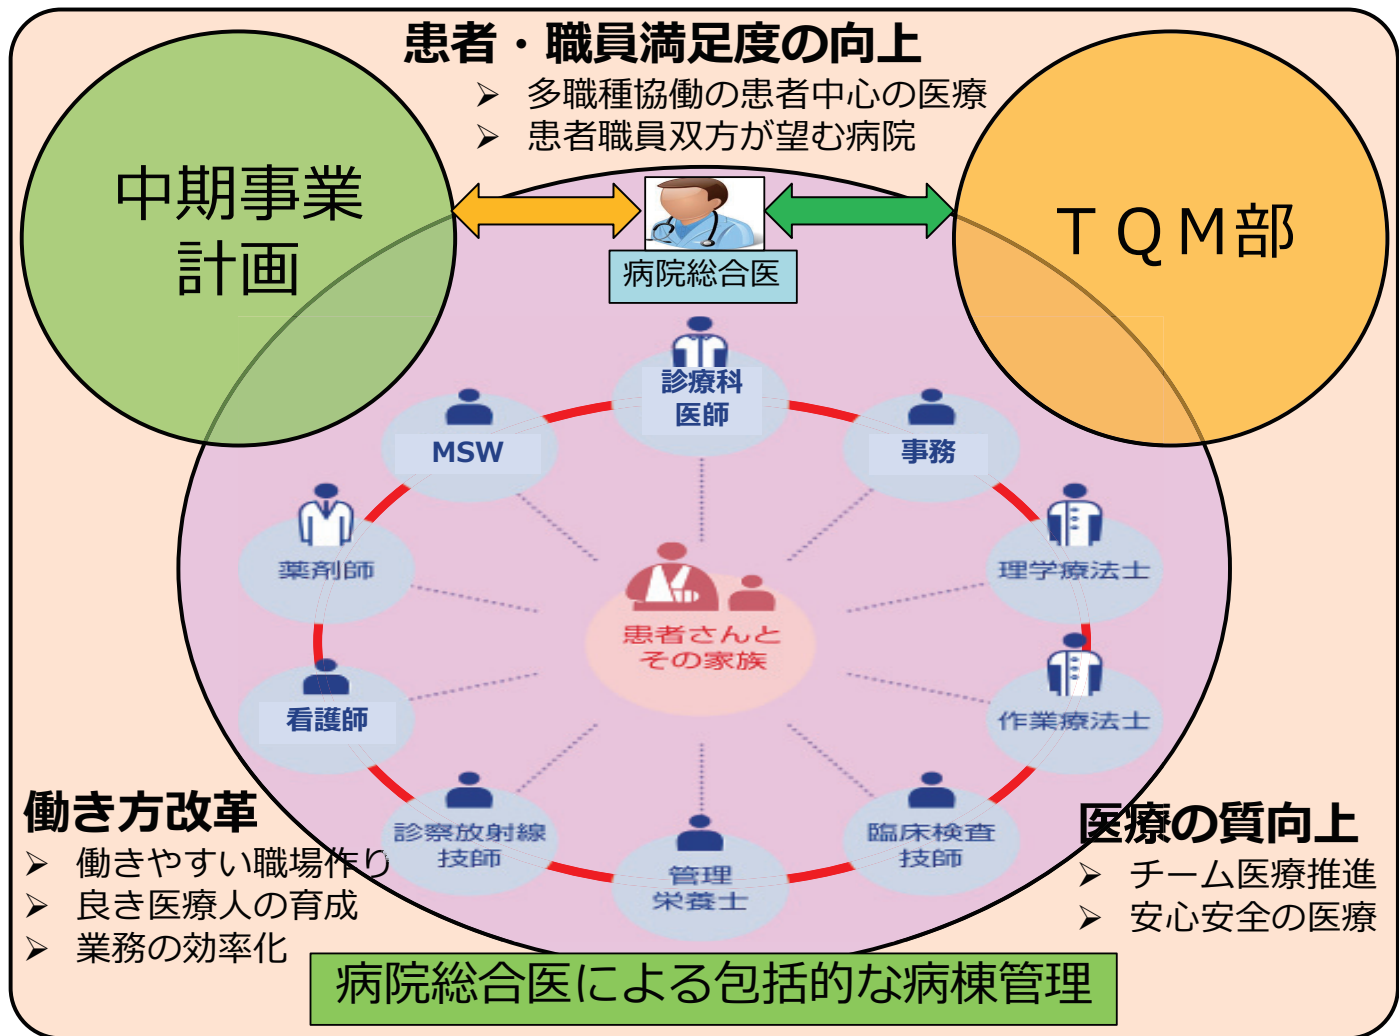 患者・職員満足度の向上
➢ 多職種協働の患者中心の医療
➢ 患者職員双方が望む病院
中期事業
計画
ＴＱＭ部
病院総合医
診療科
医師
MSW
事務
薬剤師
理学療法士
患者さんと
その家族
看護師
作業療法士
診察放射線
技師
臨床検査
技師
管理
栄養士
働き方改革
➢ 働きやすい職場作り
➢ 良き医療人の育成
➢ 業務の効率化
医療の質向上
➢ チーム医療推進
➢ 安心安全の医療
病院総合医による包括的な病棟管理